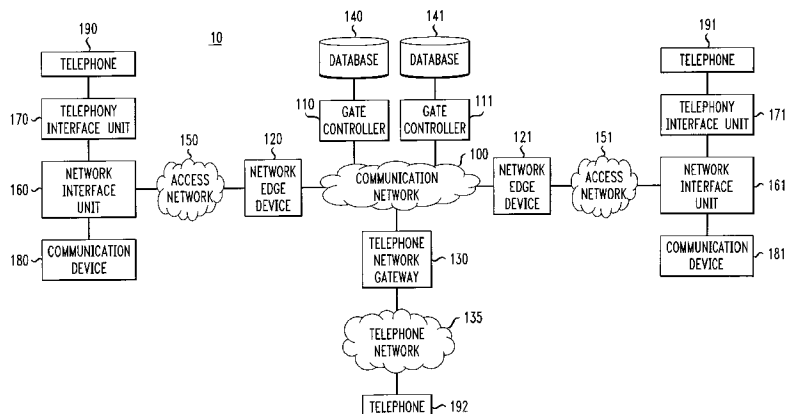 190
10
140
141
191
TELEPHONE
DATABASE
DATABASE
TELEPHONE
170
TELEPHONY
INTERFACE UNIT
110
GATE
CONTROLLER
111
GATE
CONTROLLER
TELEPHONY
INTERFACE UNIT
171
150
120
100
121
151
160
NETWORK
INTERFACE
UNIT
ACCESS
NETWORK
NETWORK
EDGE
DEVICE
COMMUNICATION
NETWORK
NETWORK
EDGE
DEVICE
ACCESS
NETWORK
NETWORK
INTERFACE
UNIT
161
180
COMMUNICATION
DEVICE
TELEPHONE
NETWORK
GATEWAY
130
COMMUNICATION
DEVICE
181
135
TELEPHONE
NETWORK
TELEPHONE
192